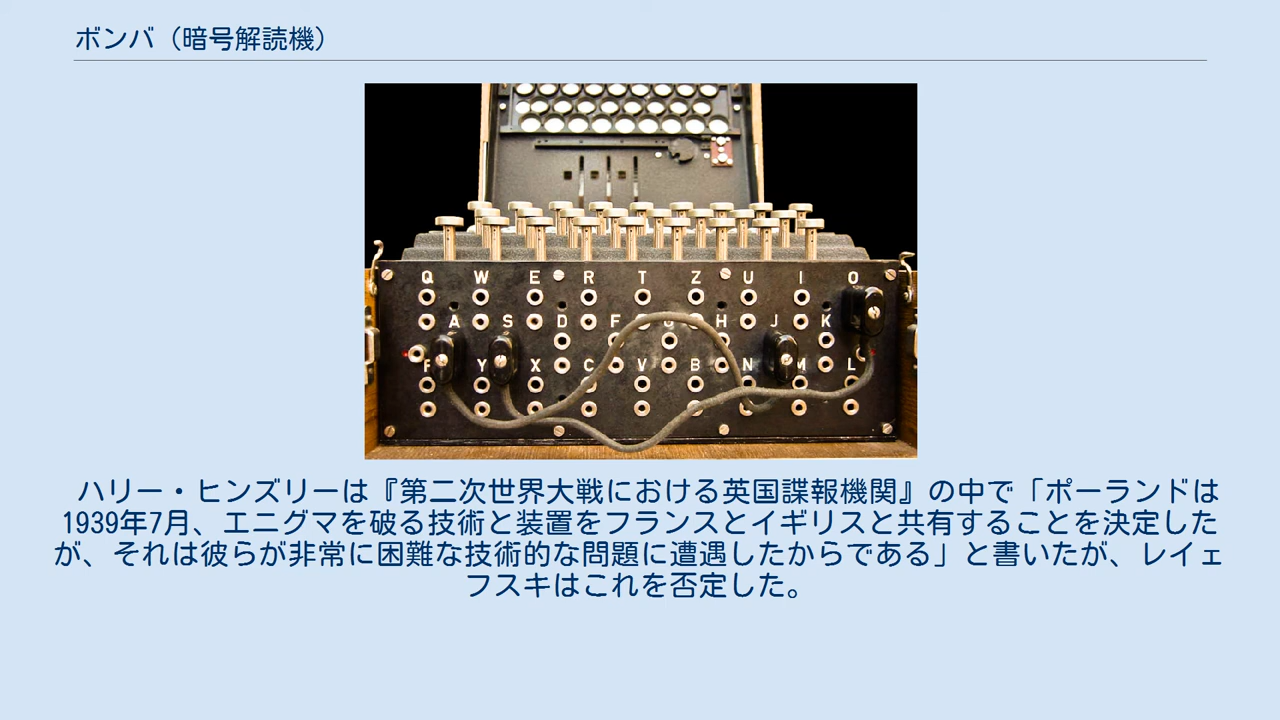 ボンバ（暗号解読機）
Q W E R T Z U I O
A S D F G H J K
P Y X C V B N M L
ハリー・ヒンズリーは『第二次世界大戦における英国諜報機関』の中で「ポーランドは
1939年7月、エニグマを破る技術と装置をフランスとイギリスと共有することを決定した
が、それは彼らが非常に困難な技術的な問題に遭遇したからである」と書いたが、レイェ
フスキはこれを否定した。